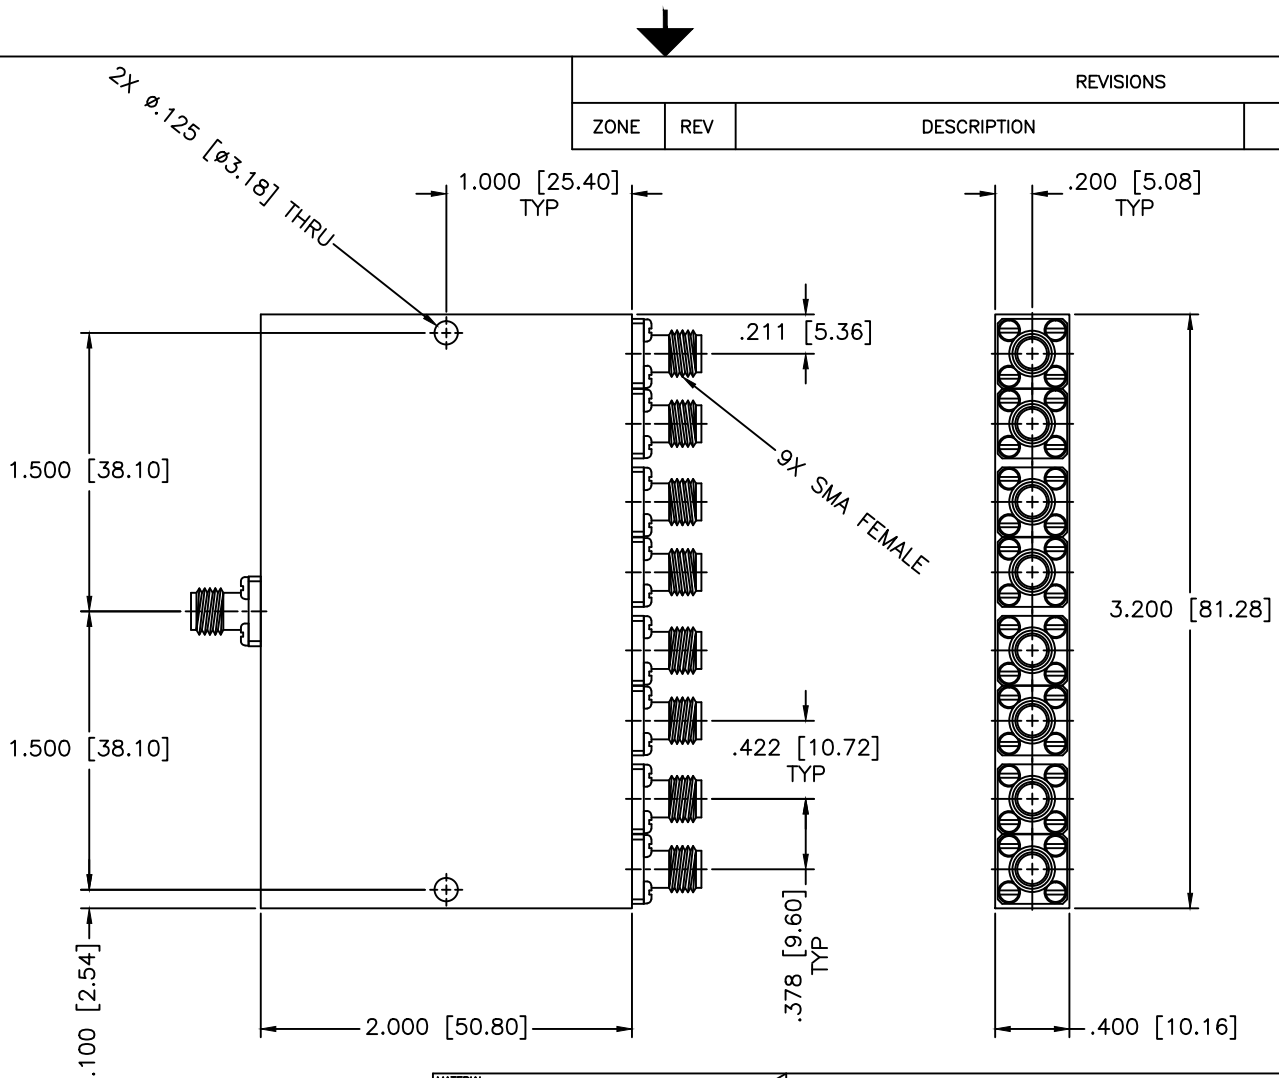 REVISIONS
ZONE REV DESCRIPTION
2X ø.125 [ø3.18] THRU
1.000 [25.40]
TYP
.200 [5.08]
TYP
.211 [5.36]
1.500 [38.10]
9X SMA FEMALE
3.200 [81.28]
1.500 [38.10]
.422 [10.72]
TYP
.378 [9.60]
TYP
.100 [2.54]
2.000 [50.80]
.400 [10.16]